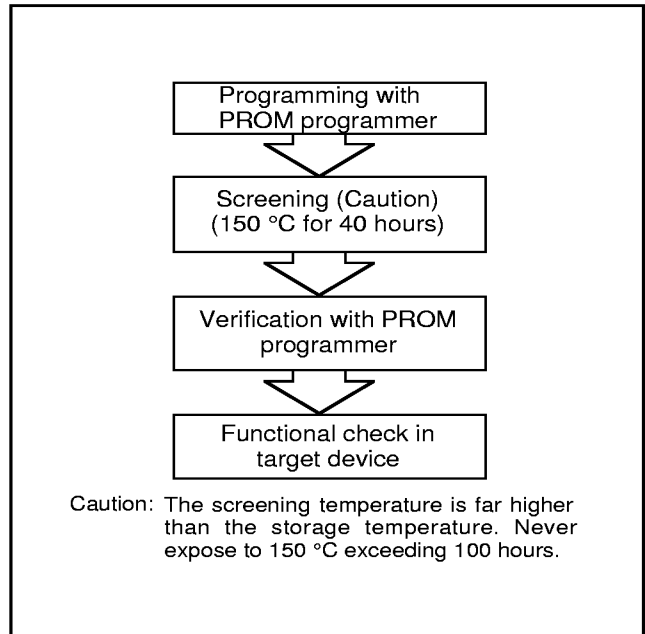 Programming with
PROM programmer
Screening (Caution)
(150 °C for 40 hours)
Verification with PROM
programmer
Functional check in
target device
Caution: The screening temperature is far higher
than the storage temperature. Never
expose to 150 °C exceeding 100 hours.